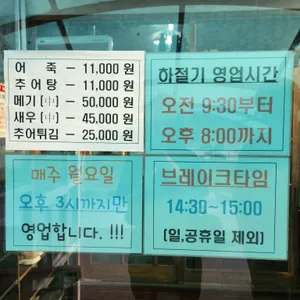 어 죽 - 11,000 원
추 어 탕 - 11,000 원
메기 (中) - 50,000 원
새우 (中) - 45,000 원
추어튀김 - 25,000 원
하절기 영업시간
오전 9:30부터
오후 8:00까지
매주 월요일
오후 3시까지만
영업합니다. !!!
브레이크타임
14:30~15:00
(일,공휴일 제외)